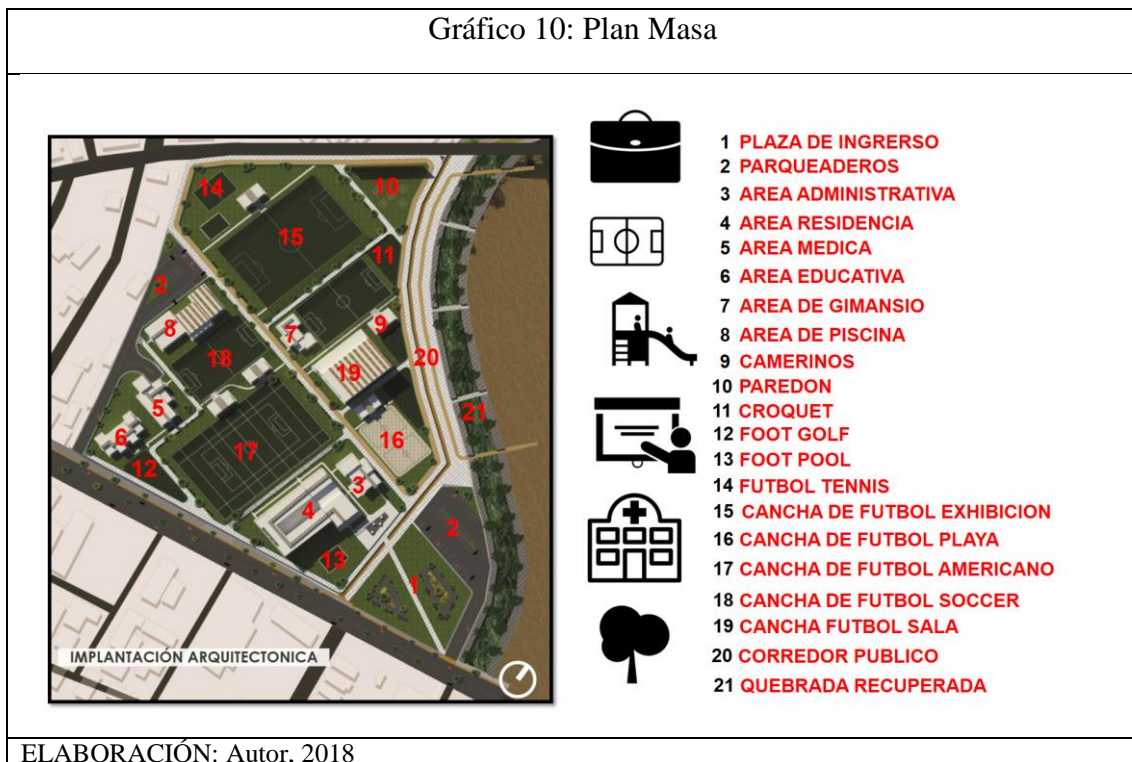 Gráfico 10: Plan Masa
14
10
15
11
2
7
9
8
18
20
19
5
21
6
16
12
17
3
4
2
13
1
IMPLANTACIÓN ARQUITECTONICA
1 PLAZA DE INGRERSO
2 PARQUEADEROS
3 AREA ADMINISTRATIVA
4 AREA RESIDENCIA
5 AREA MEDICA
6 AREA EDUCATIVA
7 AREA DE GIMANSIO
8 AREA DE PISCINA
9 CAMERINOS
10 PAREDON
11 CROQUET
12 FOOT GOLF
13 FOOT POOL
14 FUTBOL TENNIS
15 CANCHA DE FUTBOL EXHIBICION
16 CANCHA DE FUTBOL PLAYA
17 CANCHA DE FUTBOL AMERICANO
18 CANCHA DE FUTBOL SOCCER
19 CANCHA FUTBOL SALA
20 CORREDOR PUBLICO
21 QUEBRADA RECUPERADA
ELABORACIÓN: Autor, 2018